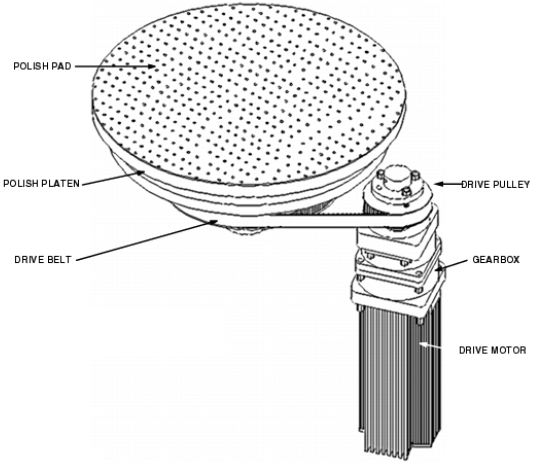 POLISH PAD
POLISH PLATEN
DRIVE PULLEY
DRIVE BELT
GEARBOX
DRIVE MOTOR